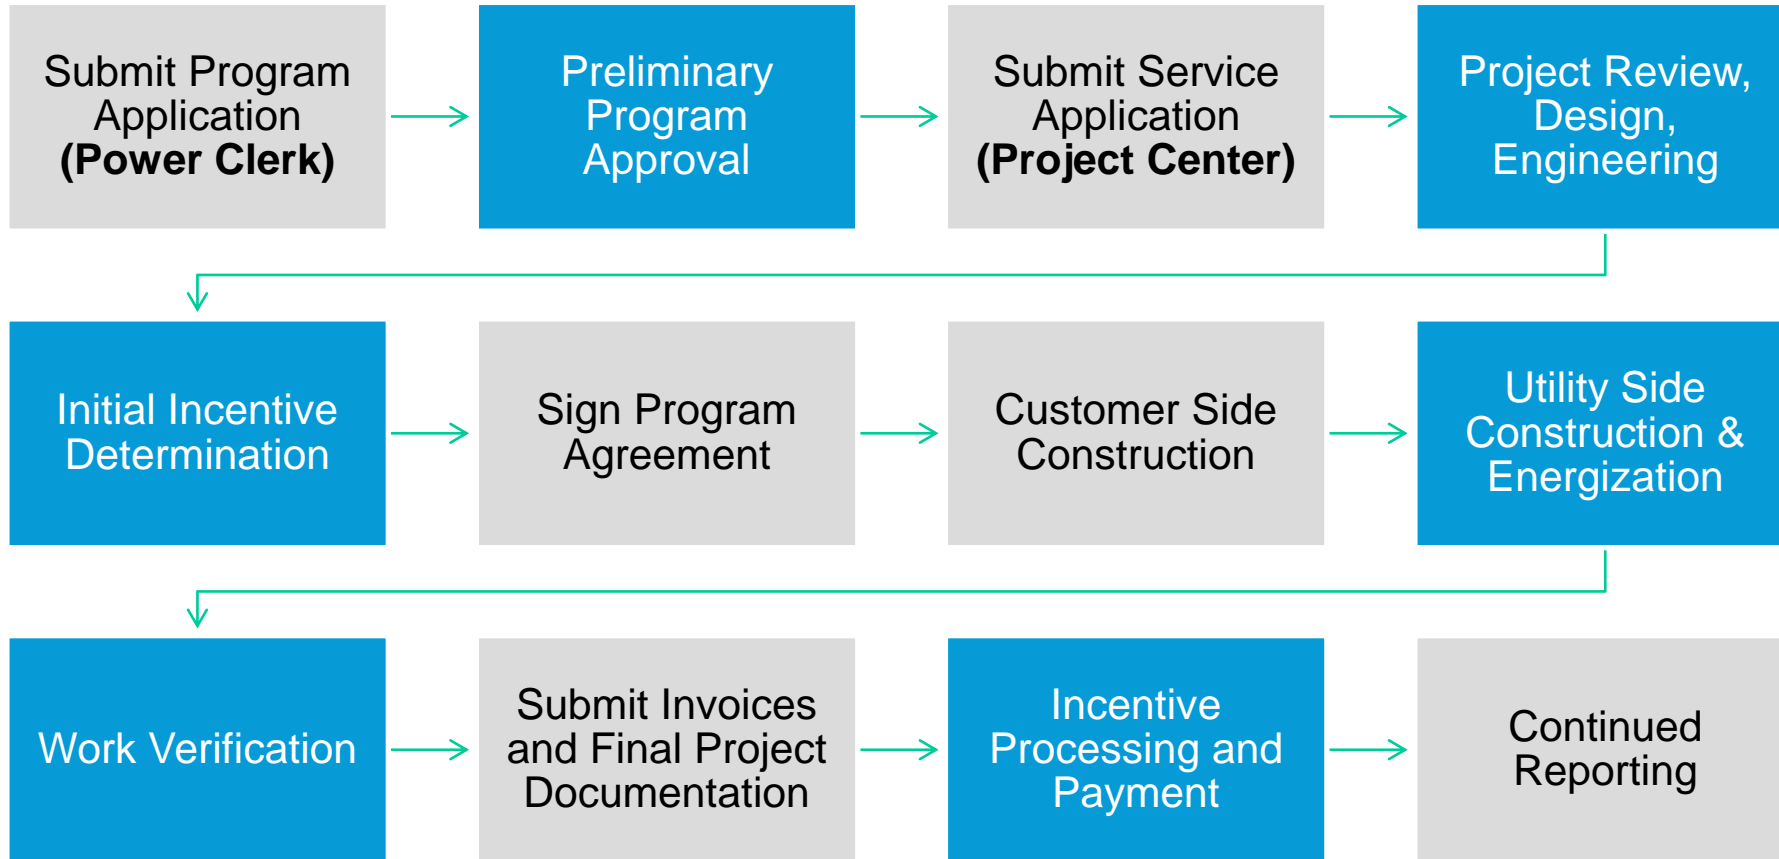 Submit Program
Application
(Power Clerk)
Preliminary
Program
Approval
Submit Service
Application
(Project Center)
Project Review,
Design,
Engineering
Initial Incentive
Determination
Sign Program
Agreement
Customer Side
Construction
Utility Side
Construction &
Energization
Work Verification
Submit Invoices
and Final Project
Documentation
Incentive
Processing and
Payment
Continued
Reporting